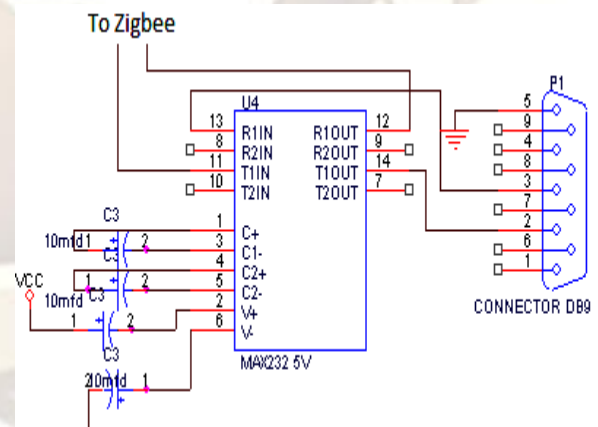 To Zigbee
U4
P1
13 R1IN R1OUT 12
8 R2IN R2OUT 9
11 T1IN T1OUT 14
10 T2IN T2OUT 7
1 C+
3 C1-
4 C2+
5 C2-
2 V+
6 V-
MAX232 5V
5
9
4
8
3
7
2
6
1
CONNECTOR DB9
C3
10mfd 1 2
C3
1 2
VCC
10mfd C3
1 2
C3
10mfd 1